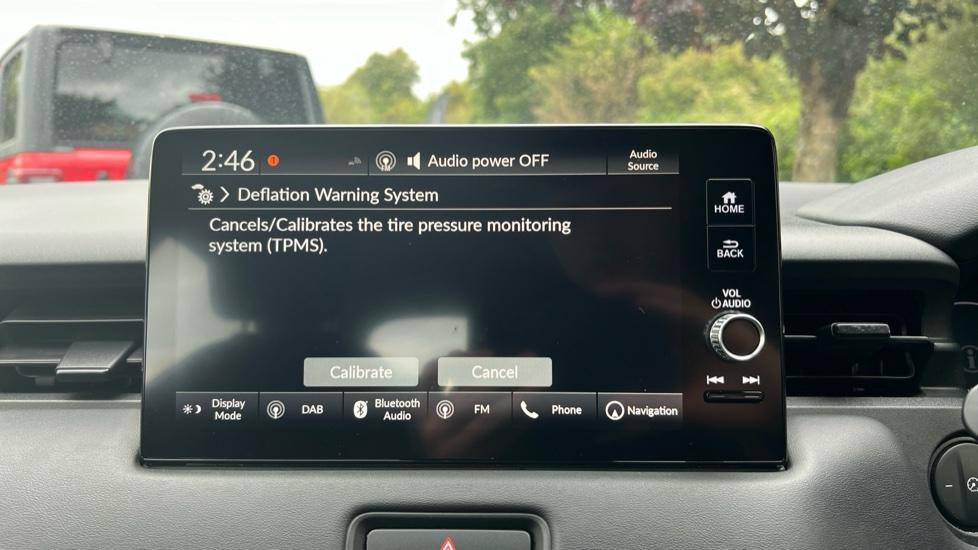 2:46
Audio power OFF
Audio
Source
Deflation Warning System
Cancels/Calibrates the tire pressure monitoring
system (TPMS).
HOME
BACK
VOL
AUDIO
Calibrate
Cancel
Display
Mode
DAB
Bluetooth
Audio
FM
Phone
Navigation